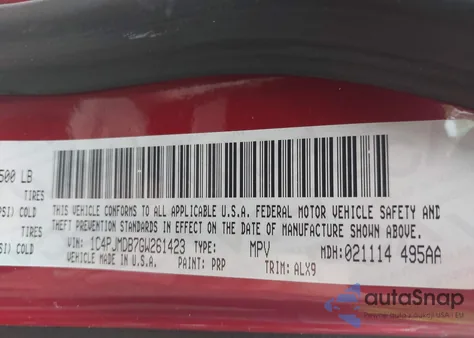 500 LB
TIRES
PSI) COLD
TIRES
PSI) COLD
THIS VEHICLE CONFORMS TO ALL APPLICABLE U.S.A. FEDERAL MOTOR VEHICLE SAFETY AND
THEFT PREVENTION STANDARDS IN EFFECT ON THE DATE OF MANUFACTURE SHOWN ABOVE.
VIN: 1C4PJMDB7GW261423 TYPE: MPV MDH: 021114 495AA
VEHICLE MADE IN U.S.A. PAINT: PRP TRIM: ALX9
autoSnap